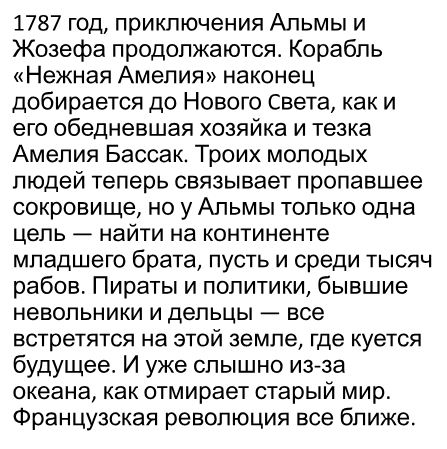 1787 год, приключения Альмы и
Жозефа продолжаются. Корабль
«Нежная Амелия» наконец
добирается до Нового Света, как и
его обедневшая хозяйка и тезка
Амелия Бассак. Троих молодых
людей теперь связывает пропавшее
сокровище, но у Альмы только одна
цель — найти на континенте
младшего брата, пусть и среди тысяч
рабов. Пираты и политики, бывшие
невольники и дельцы — все
встретятся на этой земле, где куется
будущее. И уже слышно из-за
океана, как отмирает старый мир.
Французская революция все ближе.